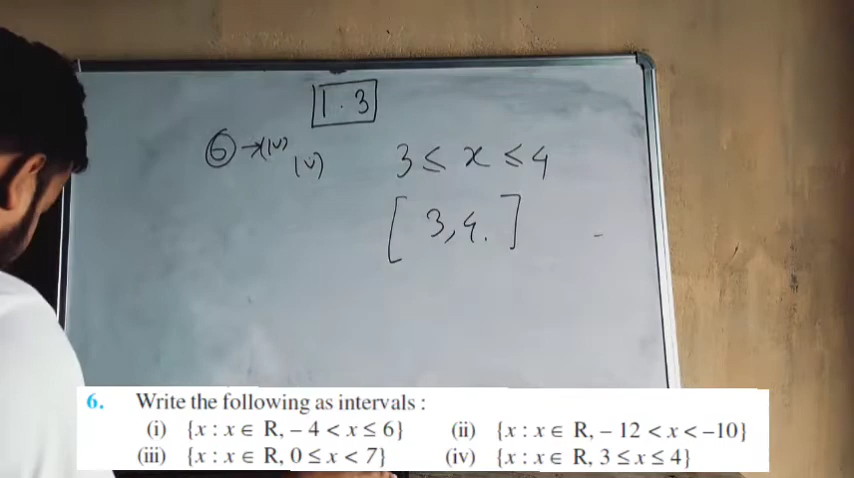 1.3
6 → (iv)
(v) 3 ≤ x ≤ 4
[3, 4.]
6. Write the following as intervals :
(i) {x : x ∈ R, – 4 < x ≤ 6} (ii) {x : x ∈ R, – 12 < x < –10}
(iii) {x : x ∈ R, 0 ≤ x < 7} (iv) {x : x ∈ R, 3 ≤ x ≤ 4}